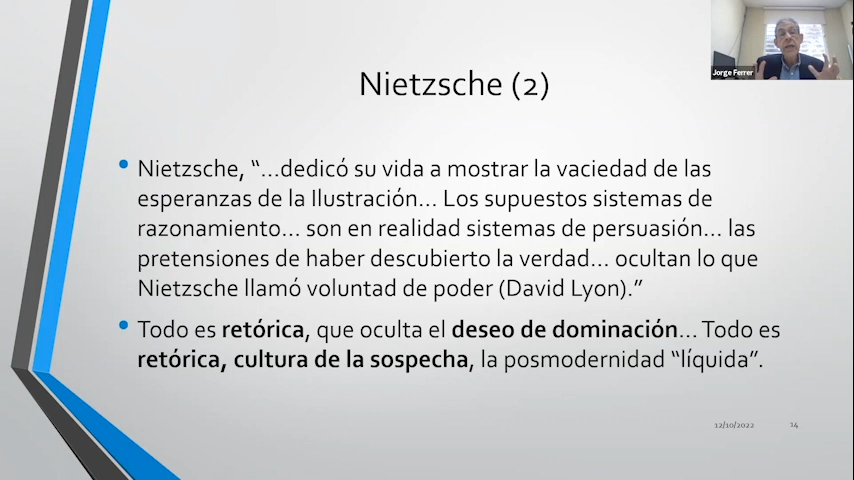 Jorge Ferrer
Nietzsche (2)
• Nietzsche, “...dedicó su vida a mostrar la vaciedad de las
esperanzas de la Ilustración... Los supuestos sistemas de
razonamiento... son en realidad sistemas de persuasión... las
pretensiones de haber descubierto la verdad... ocultan lo que
Nietzsche llamó voluntad de poder (David Lyon).”
• Todo es retórica, que oculta el deseo de dominación... Todo es
retórica, cultura de la sospecha, la posmodernidad “líquida”.
12/10/2022 14